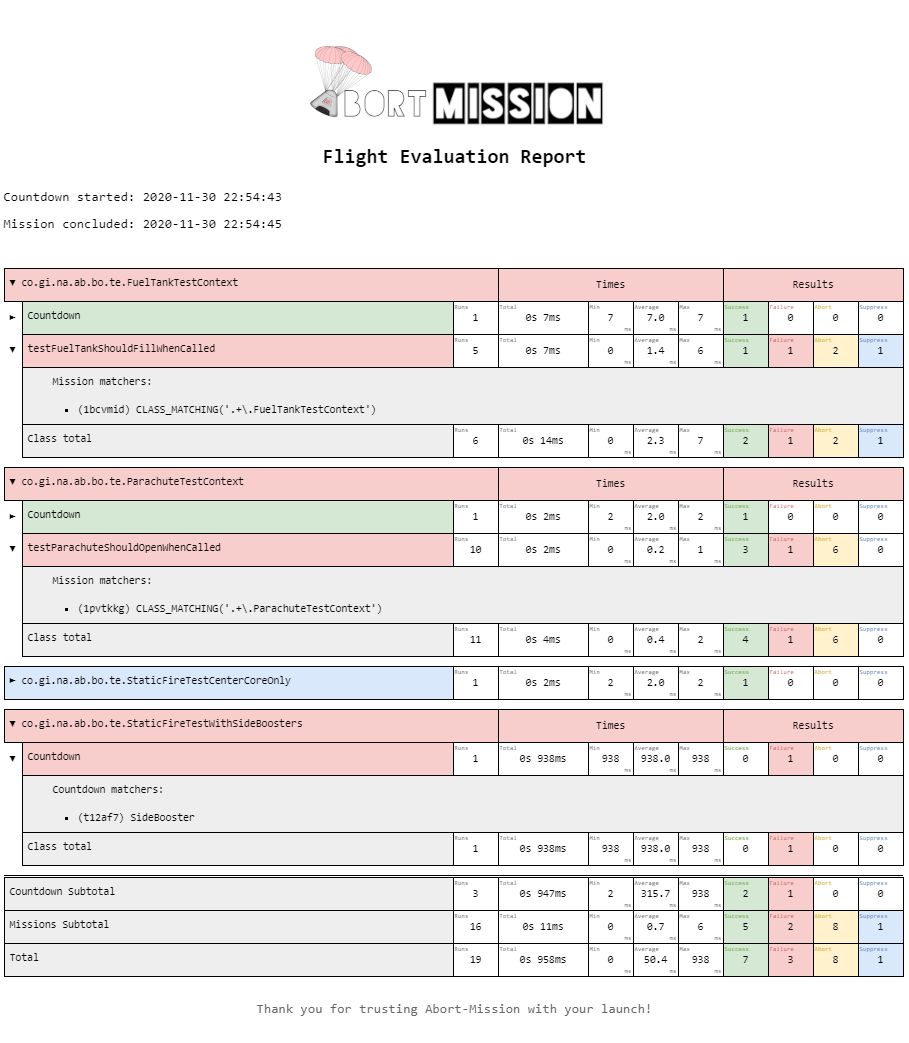 BORT MISSION
Flight Evaluation Report
Countdown started: 2020-11-30 22:54:43
Mission concluded: 2020-11-30 22:54:45
▼ co.gi.na.ab.bo.te.FuelTankTestContext Times Results
► Countdown Runs 1 Total 0s 7ms Min 7 ms Average 7.0 ms Max 7 ms Success 1 Failure 0 Abort 0 Suppress 0
▼ testFuelTankShouldFillWhenCalled Runs 5 Total 0s 7ms Min 0 ms Average 1.4 ms Max 6 ms Success 1 Failure 1 Abort 2 Suppress 1
Mission matchers:
▪ (1bcvmid) CLASS_MATCHING('.+\.FuelTankTestContext')
Class total Runs 6 Total 0s 14ms Min 0 ms Average 2.3 ms Max 7 ms Success 2 Failure 1 Abort 2 Suppress 1
▼ co.gi.na.ab.bo.te.ParachuteTestContext Times Results
► Countdown Runs 1 Total 0s 2ms Min 2 ms Average 2.0 ms Max 2 ms Success 1 Failure 0 Abort 0 Suppress 0
▼ testParachuteShouldOpenWhenCalled Runs 10 Total 0s 2ms Min 0 ms Average 0.2 ms Max 1 ms Success 3 Failure 1 Abort 6 Suppress 0
Mission matchers:
▪ (1pvtkkg) CLASS_MATCHING('.+\.ParachuteTestContext')
Class total Runs 11 Total 0s 4ms Min 0 ms Average 0.4 ms Max 2 ms Success 4 Failure 1 Abort 6 Suppress 0
► co.gi.na.ab.bo.te.StaticFireTestCenterCoreOnly Runs 1 Total 0s 2ms Min 2 ms Average 2.0 ms Max 2 ms Success 1 Failure 0 Abort 0 Suppress 0
▼ co.gi.na.ab.bo.te.StaticFireTestWithSideBoosters Times Results
▼ Countdown Runs 1 Total 0s 938ms Min 938 ms Average 938.0 ms Max 938 ms Success 0 Failure 1 Abort 0 Suppress 0
Countdown matchers:
▪ (t12af7) SideBooster
Class total Runs 1 Total 0s 938ms Min 938 ms Average 938.0 ms Max 938 ms Success 0 Failure 1 Abort 0 Suppress 0
Countdown Subtotal Runs 3 Total 0s 947ms Min 2 ms Average 315.7 ms Max 938 ms Success 2 Failure 1 Abort 0 Suppress 0
Missions Subtotal Runs 16 Total 0s 11ms Min 0 ms Average 0.7 ms Max 6 ms Success 5 Failure 2 Abort 8 Suppress 1
Total Runs 19 Total 0s 958ms Min 0 ms Average 50.4 ms Max 938 ms Success 7 Failure 3 Abort 8 Suppress 1
Thank you for trusting Abort-Mission with your launch!